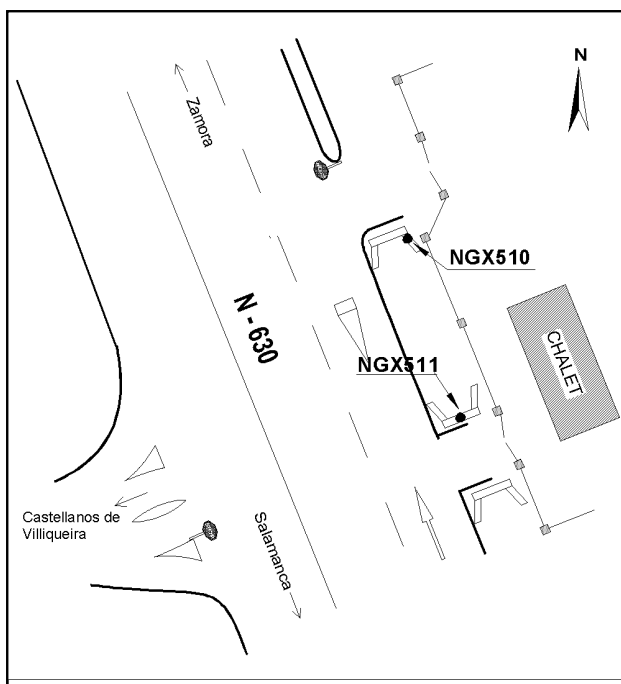 N
Zamora
NGX510
N - 630
CHALET
NGX511
Castellanos de
Villiqueira
Salamanca